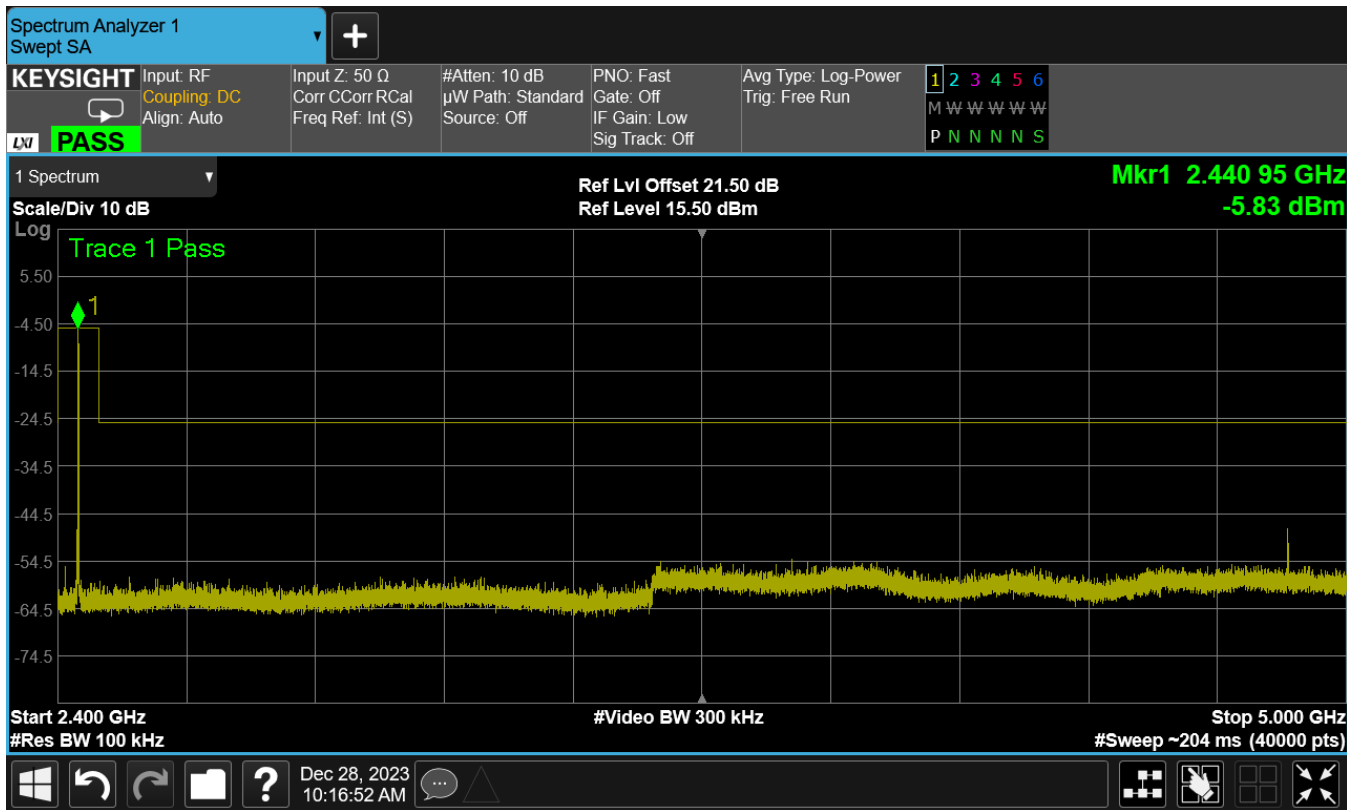 Spectrum Analyzer 1
Swept SA
KEYSIGHT
LXI PASS
Input: RF
Coupling: DC
Align: Auto
Input Z: 50 Ω
Corr CCorr RCal
Freq Ref: Int (S)
#Atten: 10 dB
µW Path: Standard
Source: Off
PNO: Fast
Gate: Off
IF Gain: Low
Sig Track: Off
Avg Type: Log-Power
Trig: Free Run
1 2 3 4 5 6
M W W W W W
P N N N N S
1 Spectrum
Scale/Div 10 dB
Ref Lvl Offset 21.50 dB
Ref Level 15.50 dBm
Mkr1 2.440 95 GHz
-5.83 dBm
Log
Trace 1 Pass
5.50
1
-4.50
-14.5
-24.5
-34.5
-44.5
-54.5
-64.5
-74.5
Start 2.400 GHz
#Res BW 100 kHz
#Video BW 300 kHz
Stop 5.000 GHz
#Sweep ~204 ms (40000 pts)
?
Dec 28, 2023
10:16:52 AM